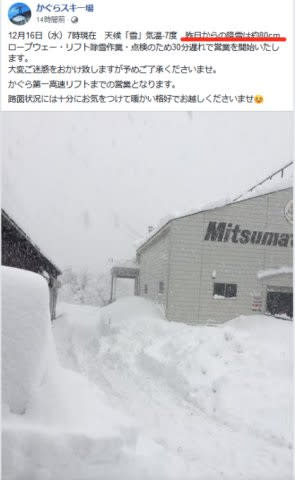 かぐらスキー場
14時間前
12月16日（水）7時現在　天候「雪」気温-7度　昨日からの降雪は約80cm
ロープウェー・リフト除雪作業・点検のため30分遅れで営業を開始いたし
ます。
大変ご迷惑をおかけ致しますが予めご了承くださいませ。
かぐら第一高速リフトまでの営業となります。
路面状況には十分にお気をつけて暖かい格好でお越しくださいませ😊
Mitsumat